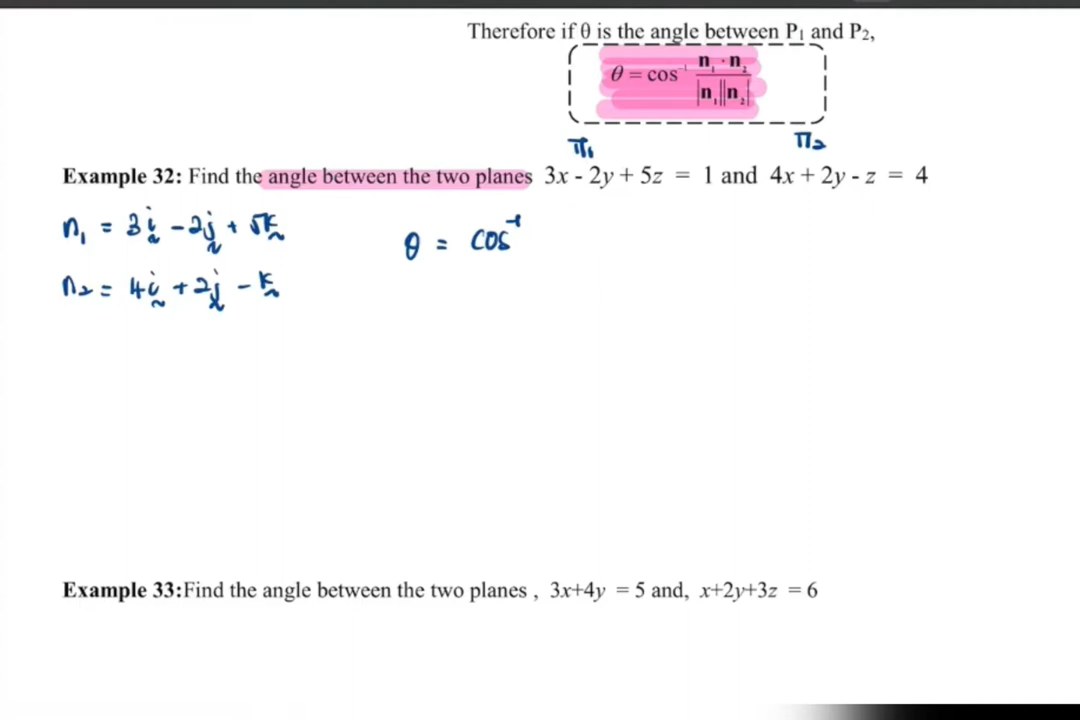 Therefore if θ is the angle between P₁ and P₂,
θ = cos⁻¹ n₁ · n₂ / |n₁||n₂|
π₁ π₂
Example 32: Find the angle between the two planes 3x - 2y + 5z = 1 and 4x + 2y - z = 4
n₁ = 3i - 2j + 5k
θ = cos⁻¹
n₂ = 4i + 2j - k
Example 33:Find the angle between the two planes , 3x+4y = 5 and, x+2y+3z = 6